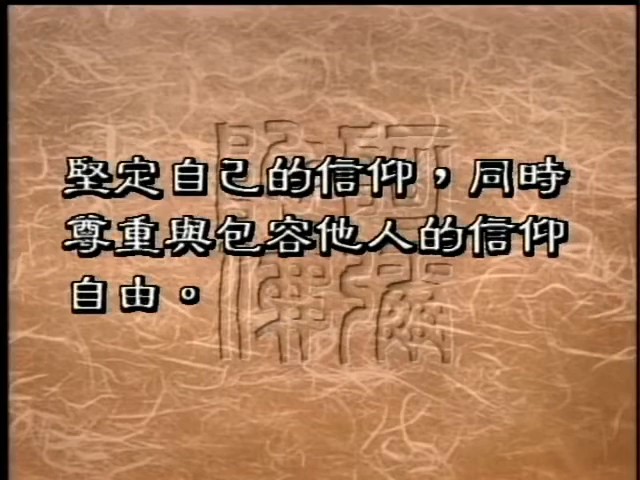 堅定自己的信仰，同時
尊重與包容他人的信仰
自由。